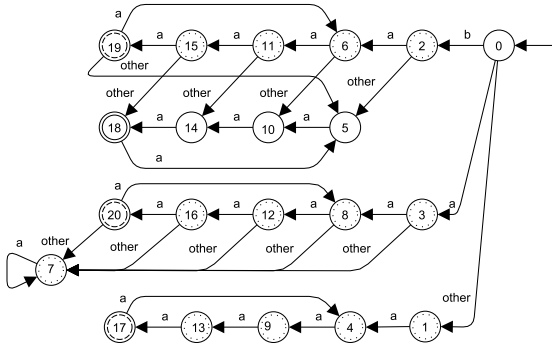 a
19 a 15 a 11 a 6 a 2 b 0
other
other other other other
18 a 14 a 10 a 5
a
a
20 a 16 a 12 a 8 a 3 a
a other other other other other
7
other
a
17 a 13 a 9 a 4 a 1